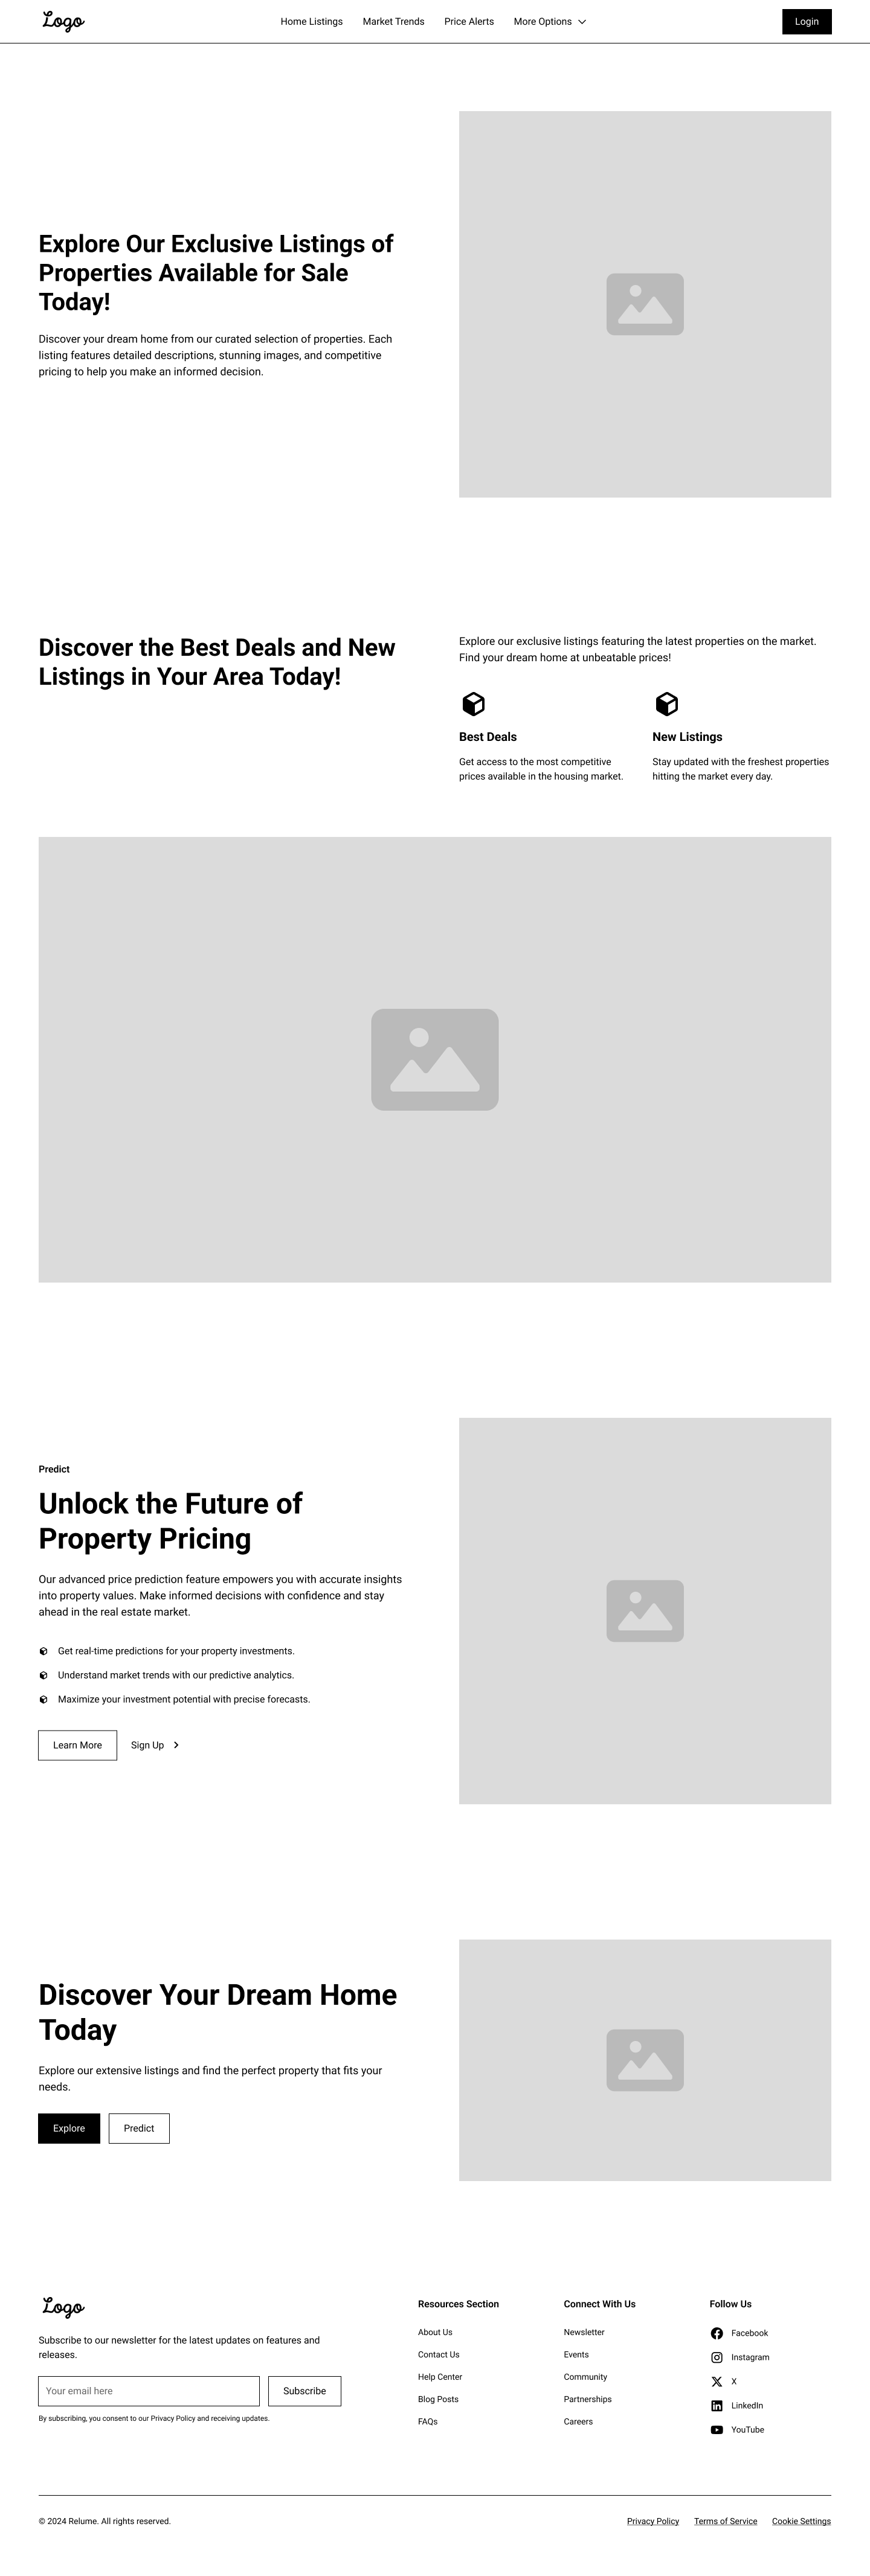 Logo
Home Listings
Market Trends
Price Alerts
More Options
Login
Explore Our Exclusive Listings of
Properties Available for Sale
Today!
Discover your dream home from our curated selection of properties. Each
listing features detailed descriptions, stunning images, and competitive
pricing to help you make an informed decision.
Discover the Best Deals and New
Listings in Your Area Today!
Explore our exclusive listings featuring the latest properties on the market.
Find your dream home at unbeatable prices!
Best Deals
Get access to the most competitive
prices available in the housing market.
New Listings
Stay updated with the freshest properties
hitting the market every day.
Predict
Unlock the Future of
Property Pricing
Our advanced price prediction feature empowers you with accurate insights
into property values. Make informed decisions with confidence and stay
ahead in the real estate market.
Get real-time predictions for your property investments.
Understand market trends with our predictive analytics.
Maximize your investment potential with precise forecasts.
Learn More
Sign Up
Discover Your Dream Home
Today
Explore our extensive listings and find the perfect property that fits your
needs.
Explore
Predict
Logo
Subscribe to our newsletter for the latest updates on features and
releases.
Your email here
Subscribe
By subscribing, you consent to our Privacy Policy and receiving updates.
Resources Section
About Us
Contact Us
Help Center
Blog Posts
FAQs
Connect With Us
Newsletter
Events
Community
Partnerships
Careers
Follow Us
Facebook
Instagram
X
LinkedIn
YouTube
© 2024 Relume. All rights reserved.
Privacy Policy
Terms of Service
Cookie Settings